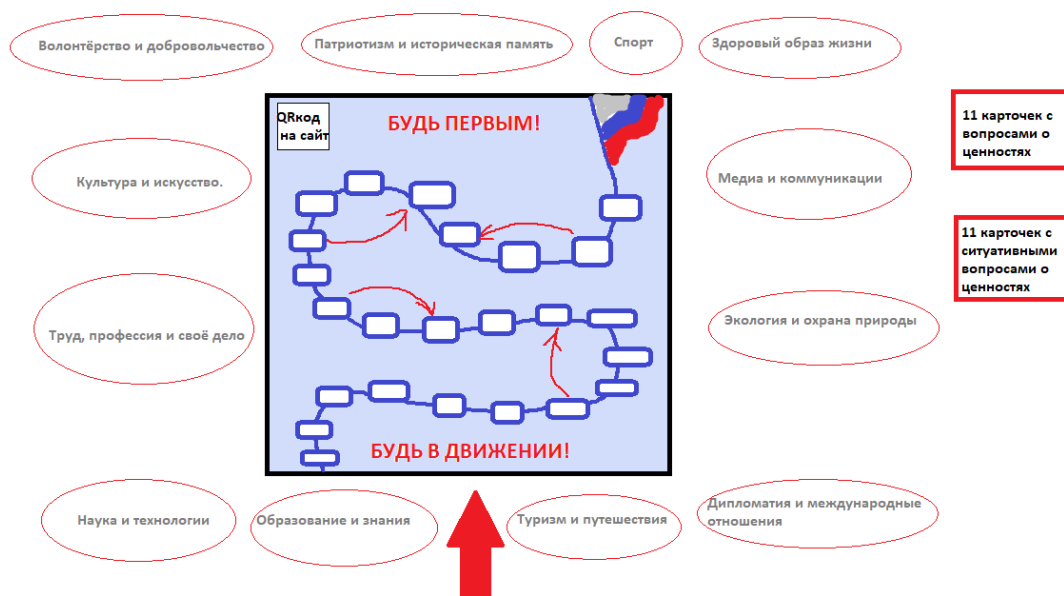 Волонтёрство и добровольчество
Патриотизм и историческая память
Спорт
Здоровый образ жизни
QRкод
на сайт
БУДЬ ПЕРВЫМ!
11 карточек с
вопросами о
ценностях
Культура и искусство.
Медиа и коммуникации
11 карточек с
ситуативными
вопросами о
ценностях
Труд, профессия и своё дело
Экология и охрана природы
БУДЬ В ДВИЖЕНИИ!
Наука и технологии
Образование и знания
Туризм и путешествия
Дипломатия и международные
отношения